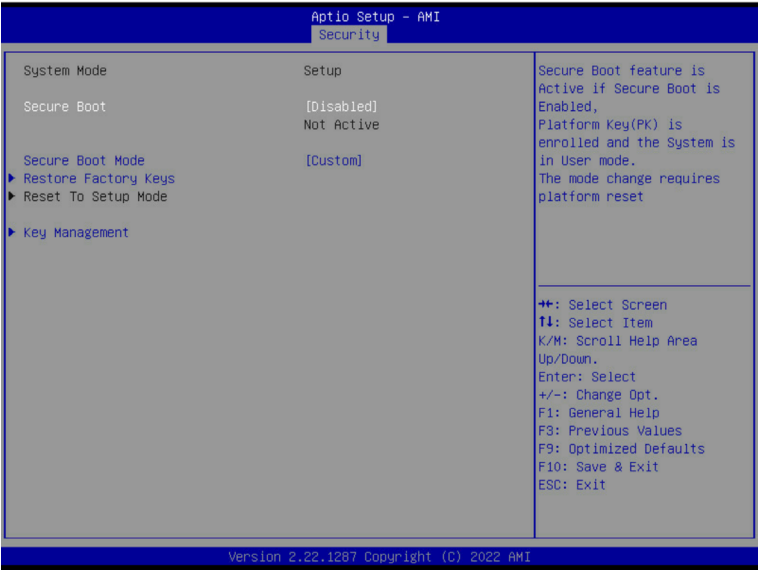 Aptio Setup - AMI
Security
System Mode Setup
Secure Boot [Disabled]
Not Active
Secure Boot Mode [Custom]
Restore Factory Keys
Reset To Setup Mode
Key Management
Secure Boot feature is
Active if Secure Boot is
Enabled,
Platform Key(PK) is
enrolled and the System is
in User mode.
The mode change requires
platform reset
→←: Select Screen
↑↓: Select Item
K/M: Scroll Help Area
Up/Down.
Enter: Select
+/-: Change Opt.
F1: General Help
F3: Previous Values
F9: Optimized Defaults
F10: Save & Exit
ESC: Exit
Version 2.22.1287 Copyright (C) 2022 AMI